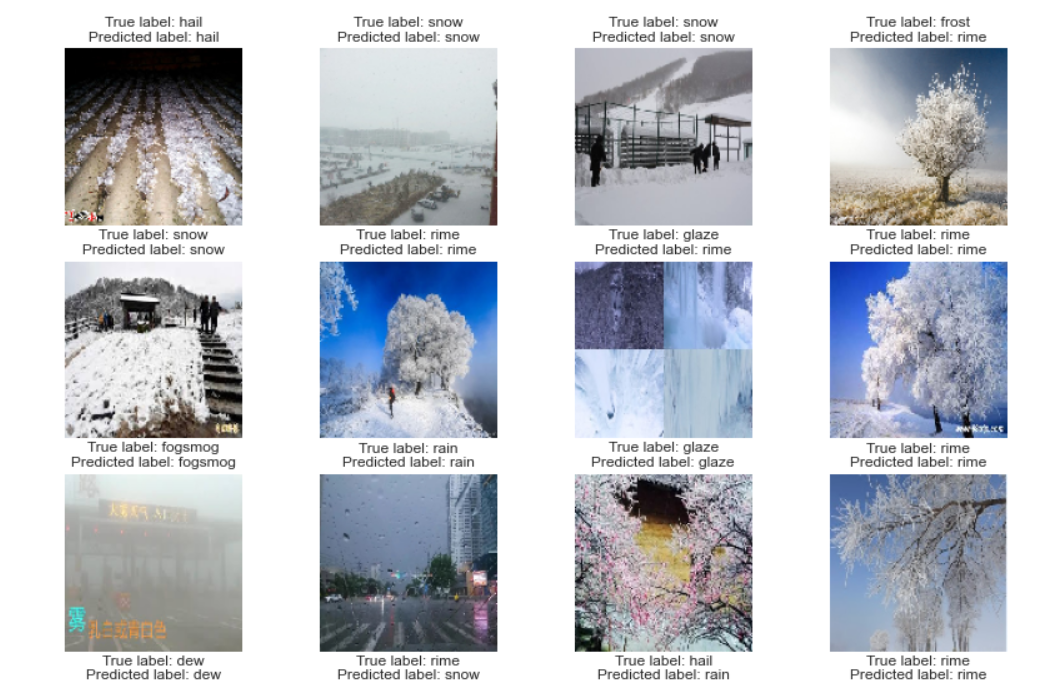 True label: hail
Predicted label: hail
True label: snow
Predicted label: snow
True label: snow
Predicted label: snow
True label: frost
Predicted label: rime
True label: snow
Predicted label: snow
True label: rime
Predicted label: rime
True label: glaze
Predicted label: rime
True label: rime
Predicted label: rime
True label: fogsmog
Predicted label: fogsmog
True label: rain
Predicted label: rain
True label: glaze
Predicted label: glaze
True label: rime
Predicted label: rime
雾
True label: dew
Predicted label: dew
True label: rime
Predicted label: snow
True label: hail
Predicted label: rain
True label: rime
Predicted label: rime